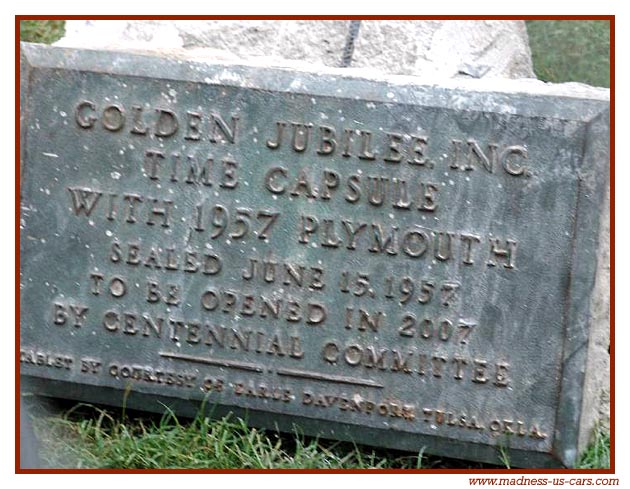 GOLDEN JUBILEE, INC.
TIME CAPSULE
WITH 1957 PLYMOUTH
SEALED JUNE 15, 1957
TO BE OPENED IN 2007
BY CENTENNIAL COMMITTEE
TABLET BY COURTESY OF EARLE DAVENPORT, TULSA, OKLA.
www.madness-us-cars.com